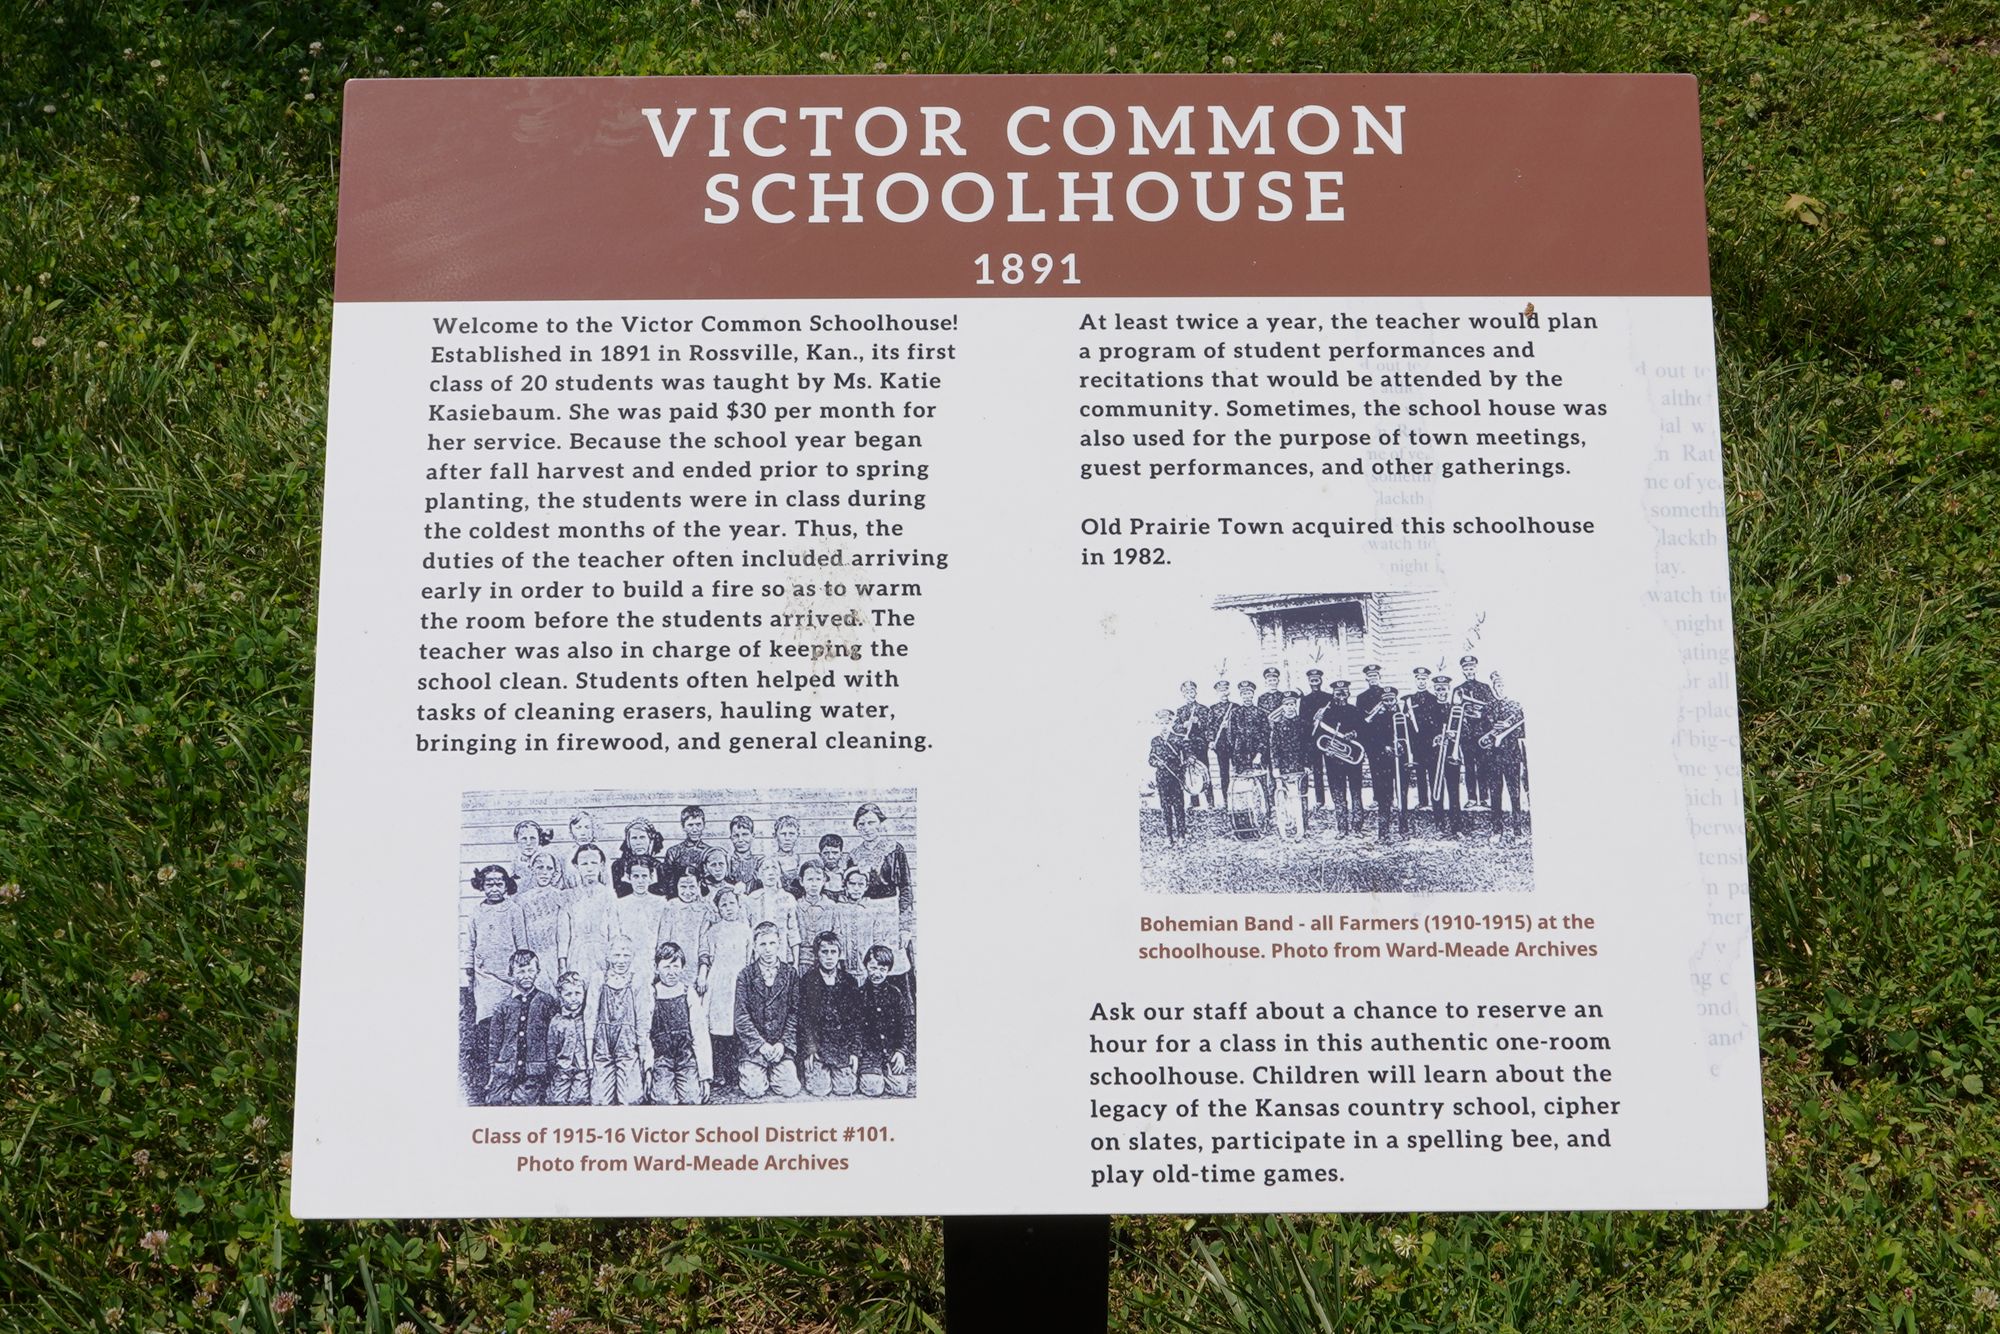 VICTOR COMMON
SCHOOLHOUSE
1891
Welcome to the Victor Common Schoolhouse!
Established in 1891 in Rossville, Kan., its first
class of 20 students was taught by Ms. Katie
Kasiebaum. She was paid $30 per month for
her service. Because the school year began
after fall harvest and ended prior to spring
planting, the students were in class during
the coldest months of the year. Thus, the
duties of the teacher often included arriving
early in order to build a fire so as to warm
the room before the students arrived. The
teacher was also in charge of keeping the
school clean. Students often helped with
tasks of cleaning erasers, hauling water,
bringing in firewood, and general cleaning.
Class of 1915-16 Victor School District #101.
Photo from Ward-Meade Archives
At least twice a year, the teacher would plan
a program of student performances and
recitations that would be attended by the
community. Sometimes, the school house was
also used for the purpose of town meetings,
guest performances, and other gatherings.
Old Prairie Town acquired this schoolhouse
in 1982.
Bohemian Band - all Farmers (1910-1915) at the
schoolhouse. Photo from Ward-Meade Archives
Ask our staff about a chance to reserve an
hour for a class in this authentic one-room
schoolhouse. Children will learn about the
legacy of the Kansas country school, cipher
on slates, participate in a spelling bee, and
play old-time games.